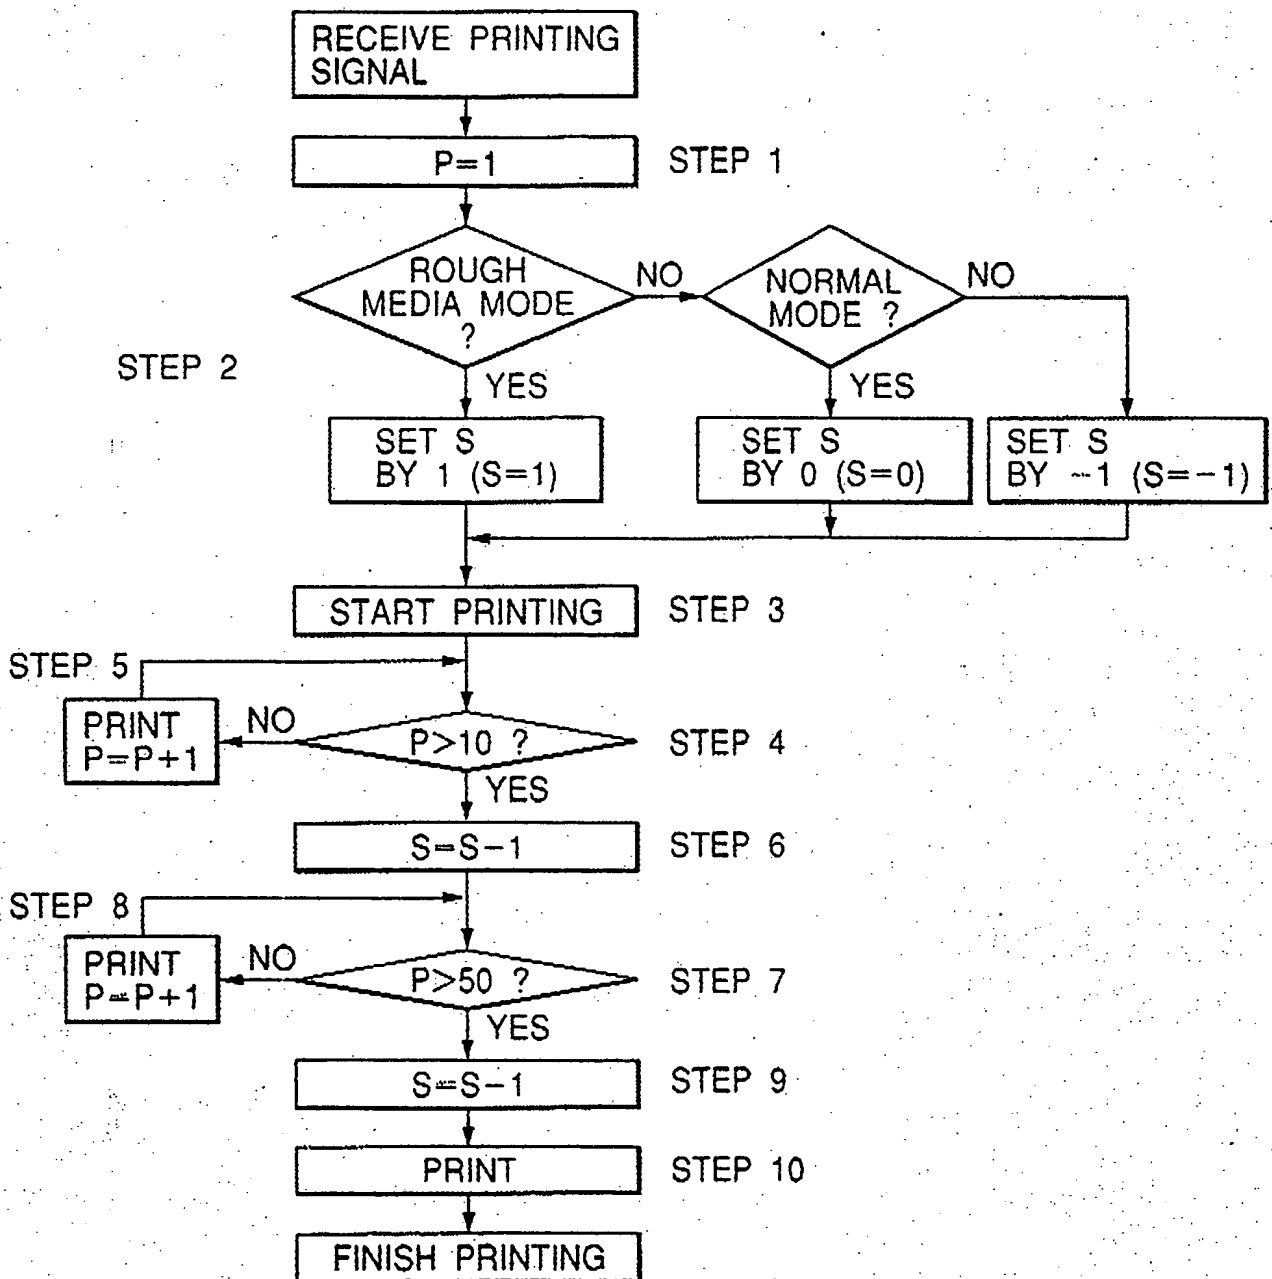 RECEIVE PRINTING
SIGNAL
P=1
STEP 1
ROUGH
MEDIA MODE
?
NO
NORMAL
MODE ?
NO
STEP 2
YES
YES
SET S
BY 1 (S=1)
SET S
BY 0 (S=0)
SET S
BY -1 (S=-1)
START PRINTING
STEP 3
STEP 5
PRINT
P=P+1
NO
P>10 ?
STEP 4
YES
S=S-1
STEP 6
STEP 8
PRINT
P=P+1
NO
P>50 ?
STEP 7
YES
S=S-1
STEP 9
PRINT
STEP 10
FINISH PRINTING